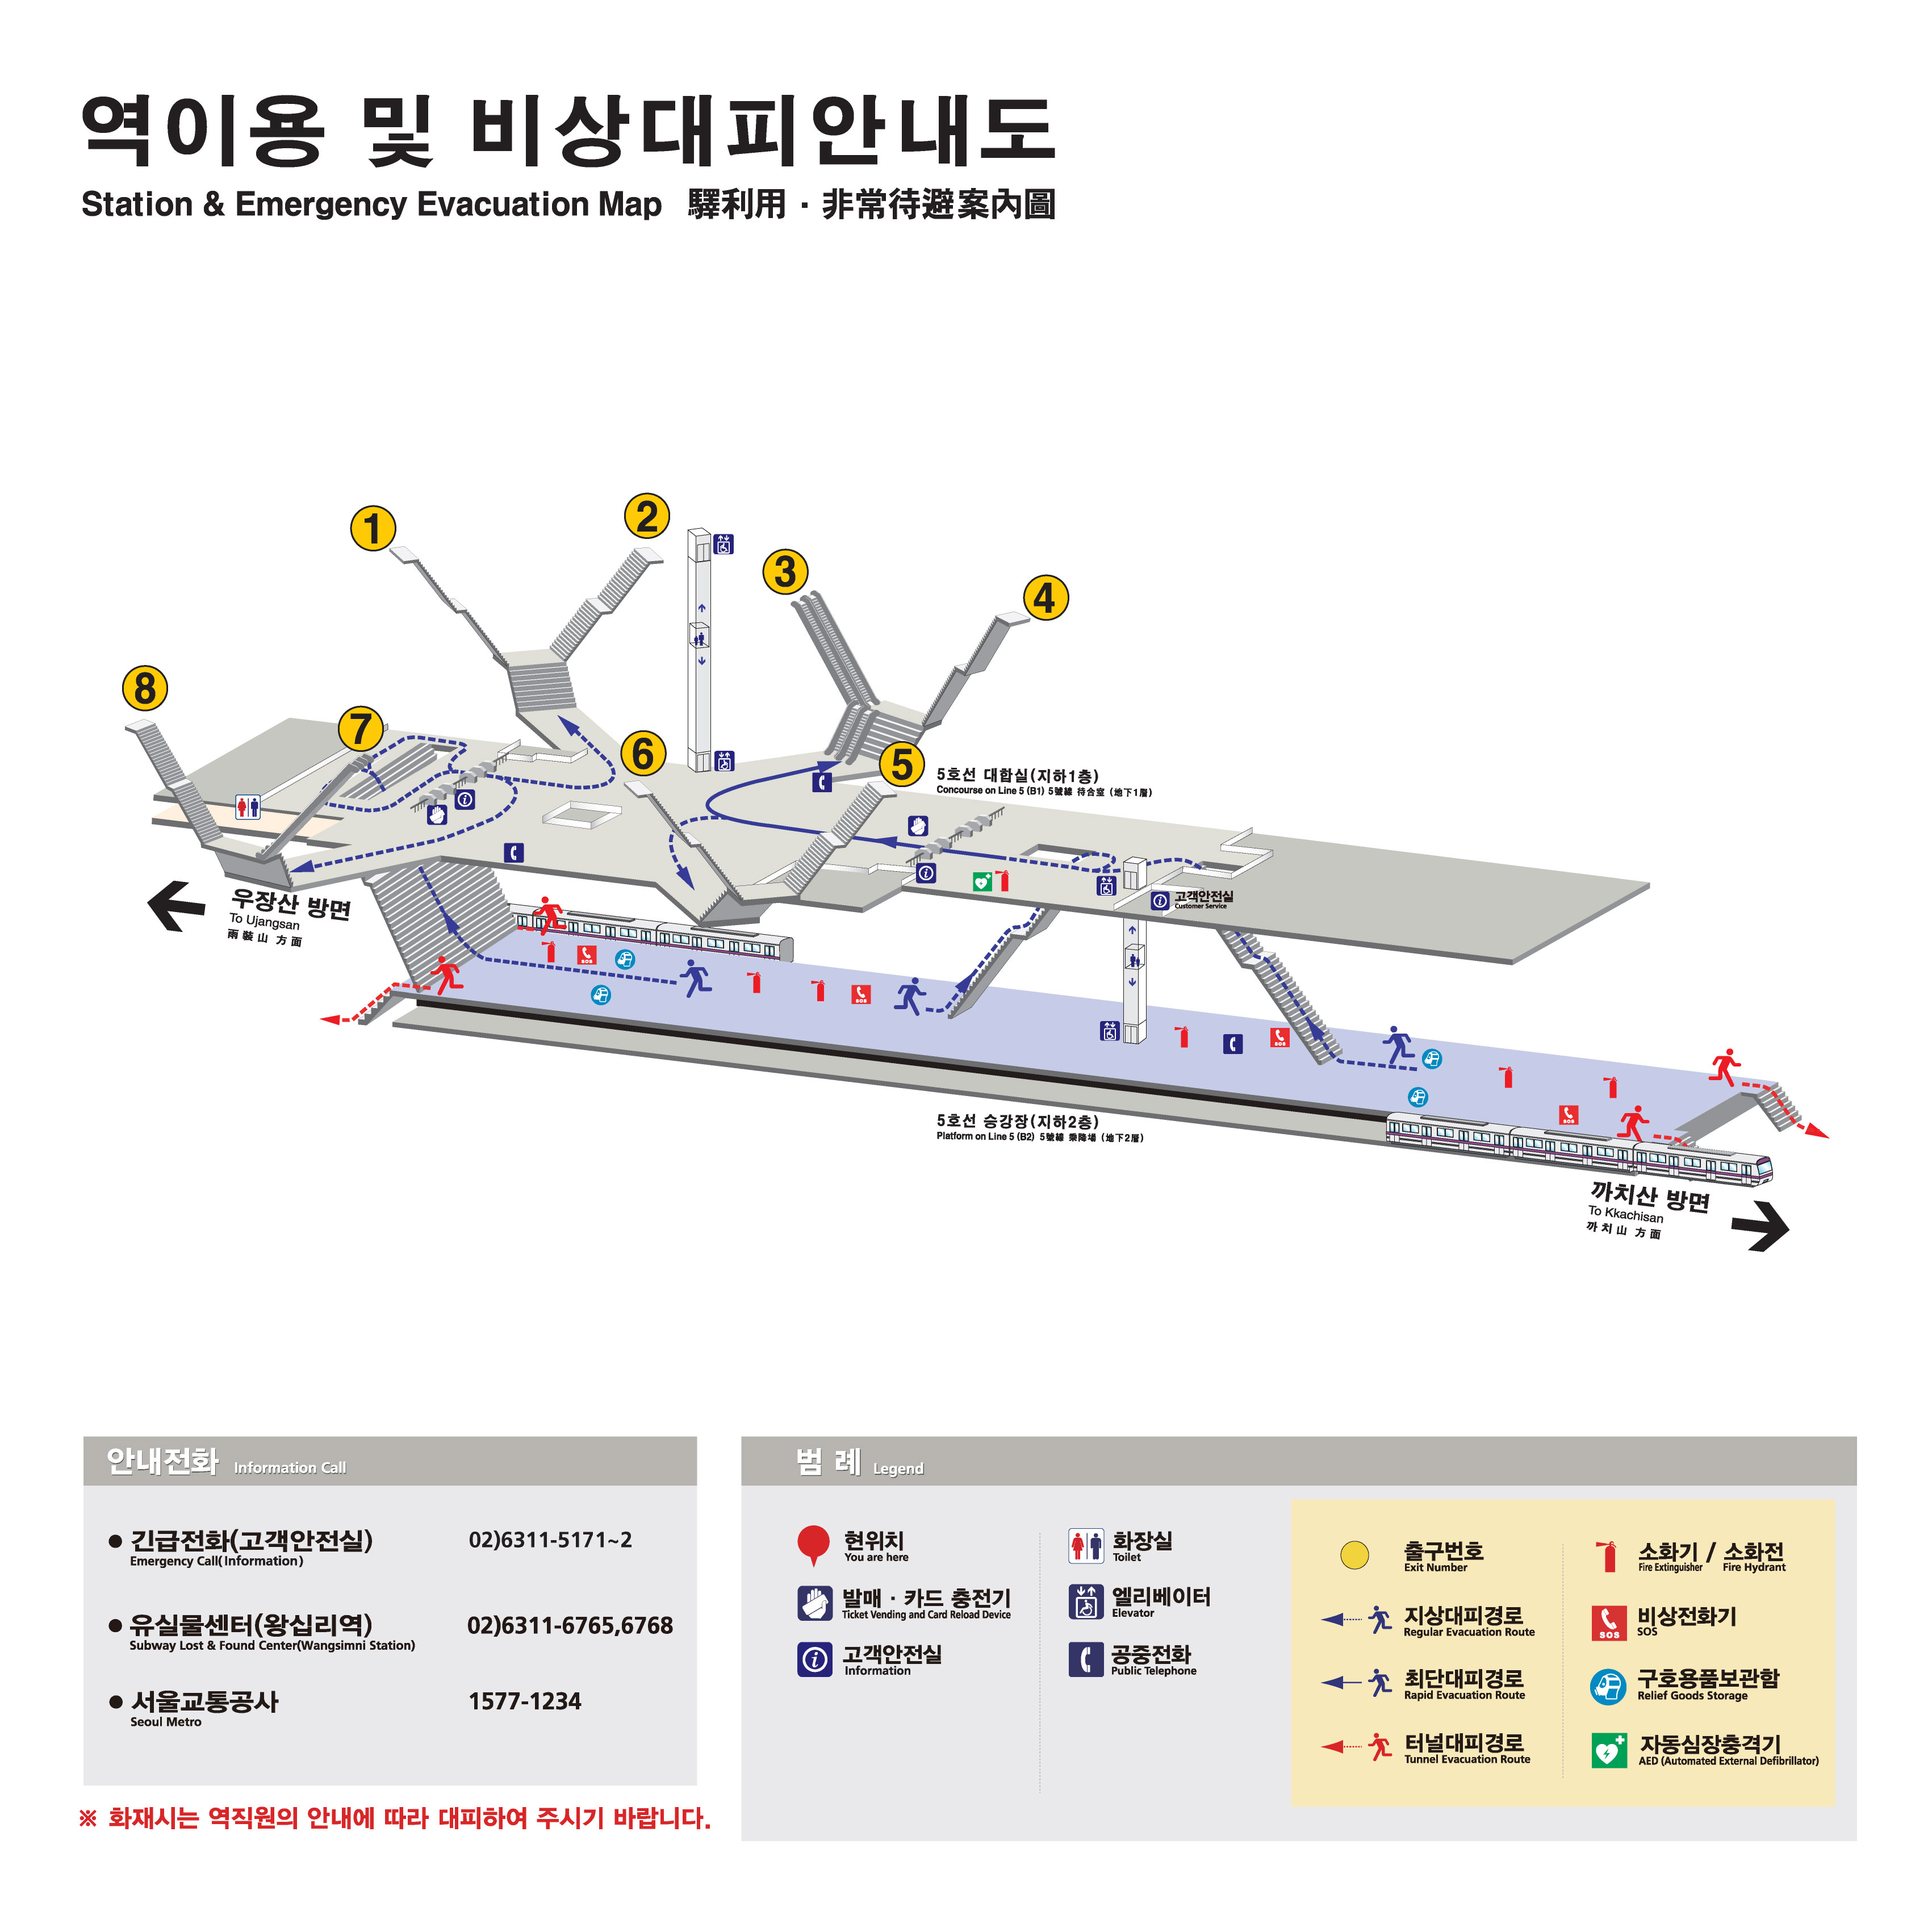 역이용 및 비상대피안내도
Station & Emergency Evacuation Map 驛利用 · 非常待避案內圖
1
2
3
4
8
7
6
5
5호선 대합실(지하1층)
Concourse on Line 5 (B1) 5號線 待合室 (地下1層)
고객안전실
Customer Service
우장산 방면
To Ujangsan
雨裝山 方面
SOS
SOS
SOS
SOS
5호선 승강장(지하2층)
Platform on Line 5 (B2) 5號線 乘降場 (地下2層)
까치산 방면
To Kkachisan
까치山 方面
안내전화 Information Call
긴급전화(고객안전실) 02)6311-5171~2
Emergency Call(Information)
유실물센터(왕십리역) 02)6311-6765,6768
Subway Lost & Found Center(Wangsimni Station)
서울교통공사 1577-1234
Seoul Metro
※ 화재시는 역직원의 안내에 따라 대피하여 주시기 바랍니다.
범 례 Legend
현위치
You are here
발매 · 카드 충전기
Ticket Vending and Card Reload Device
고객안전실
Information
화장실
Toilet
엘리베이터
Elevator
공중전화
Public Telephone
출구번호
Exit Number
지상대피경로
Regular Evacuation Route
최단대피경로
Rapid Evacuation Route
터널대피경로
Tunnel Evacuation Route
소화기 / 소화전
Fire Extinguisher Fire Hydrant
SOS
비상전화기
SOS
구호용품보관함
Relief Goods Storage
자동심장충격기
AED (Automated External Defibrillator)